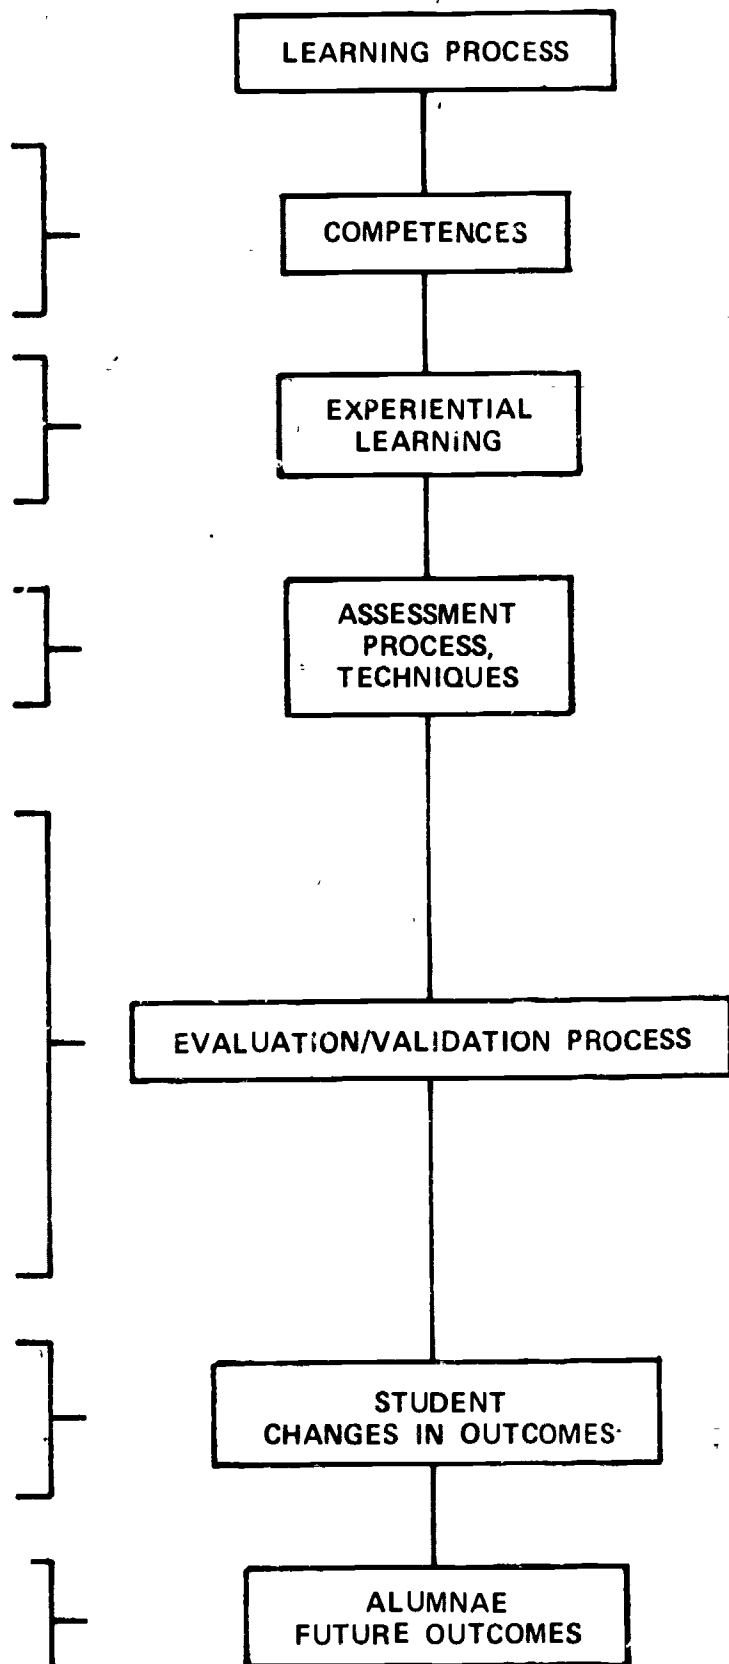 LEARNING PROCESS
COMPETENCES
EXPERIENTIAL
LEARNING
ASSESSMENT
PROCESS,
TECHNIQUES
EVALUATION/VALIDATION PROCESS
STUDENT
CHANGES IN OUTCOMES
ALUMNAE
FUTURE OUTCOMES